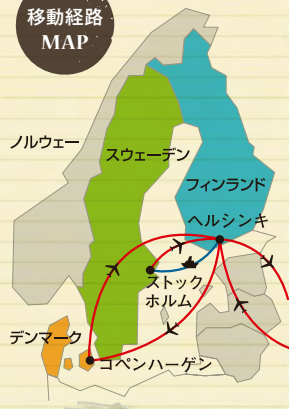 移動経路
MAP
ノルウェー
スウェーデン
フィンランド
ヘルシンキ
ストック
ホルム
デンマーク
コペンハーゲン